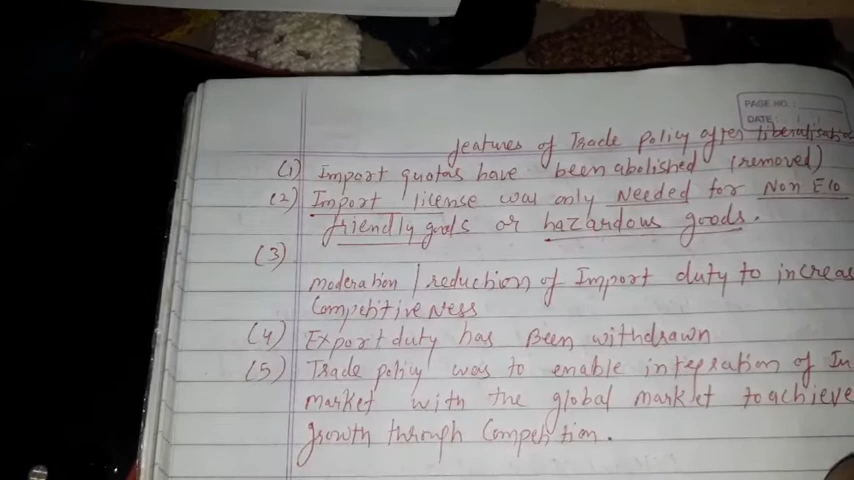 PAGE NO.:
DATE:
features of Trade policy after liberalisation
(1) Import quotas have been abolished (removed)
(2) Import license was only Needed for Non Eco
friendly goods or hazardous goods.
(3)
moderation / reduction of Import duty to increas
Competitive Ness
(4) Export duty has Been withdrawn
(5) Trade policy was to enable integration of In
market with the global market to achieve
growth through Competition.